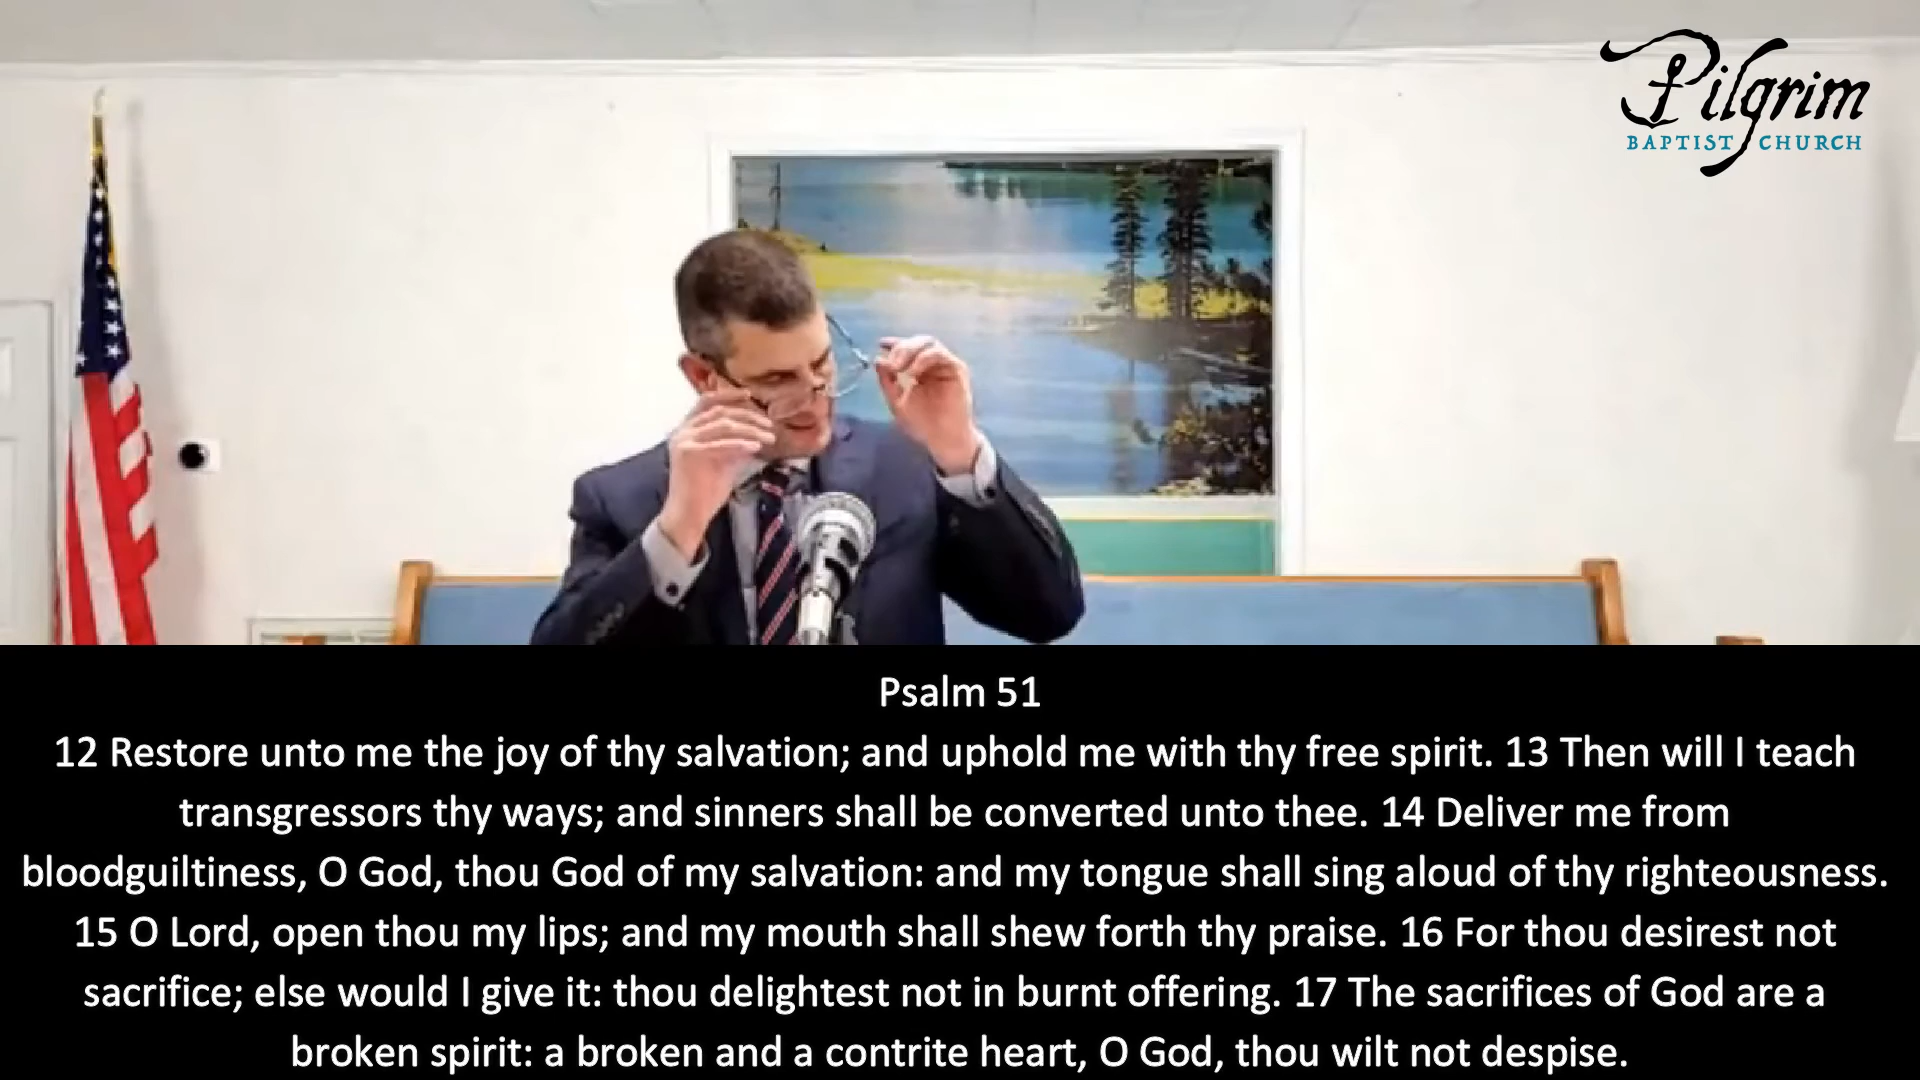 Pilgrim
BAPTIST CHURCH
Psalm 51
12 Restore unto me the joy of thy salvation; and uphold me with thy free spirit. 13 Then will I teach
transgressors thy ways; and sinners shall be converted unto thee. 14 Deliver me from
bloodguiltiness, O God, thou God of my salvation: and my tongue shall sing aloud of thy righteousness.
15 O Lord, open thou my lips; and my mouth shall shew forth thy praise. 16 For thou desirest not
sacrifice; else would I give it: thou delightest not in burnt offering. 17 The sacrifices of God are a
broken spirit: a broken and a contrite heart, O God, thou wilt not despise.